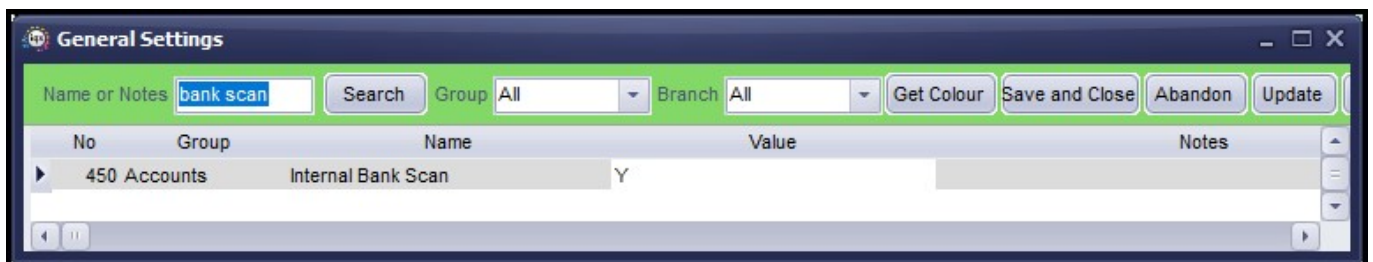 General Settings
Name or Notes bank scan Search Group All Branch All Get Colour Save and Close Abandon Update
No Group Name Value Notes
450 Accounts Internal Bank Scan Y